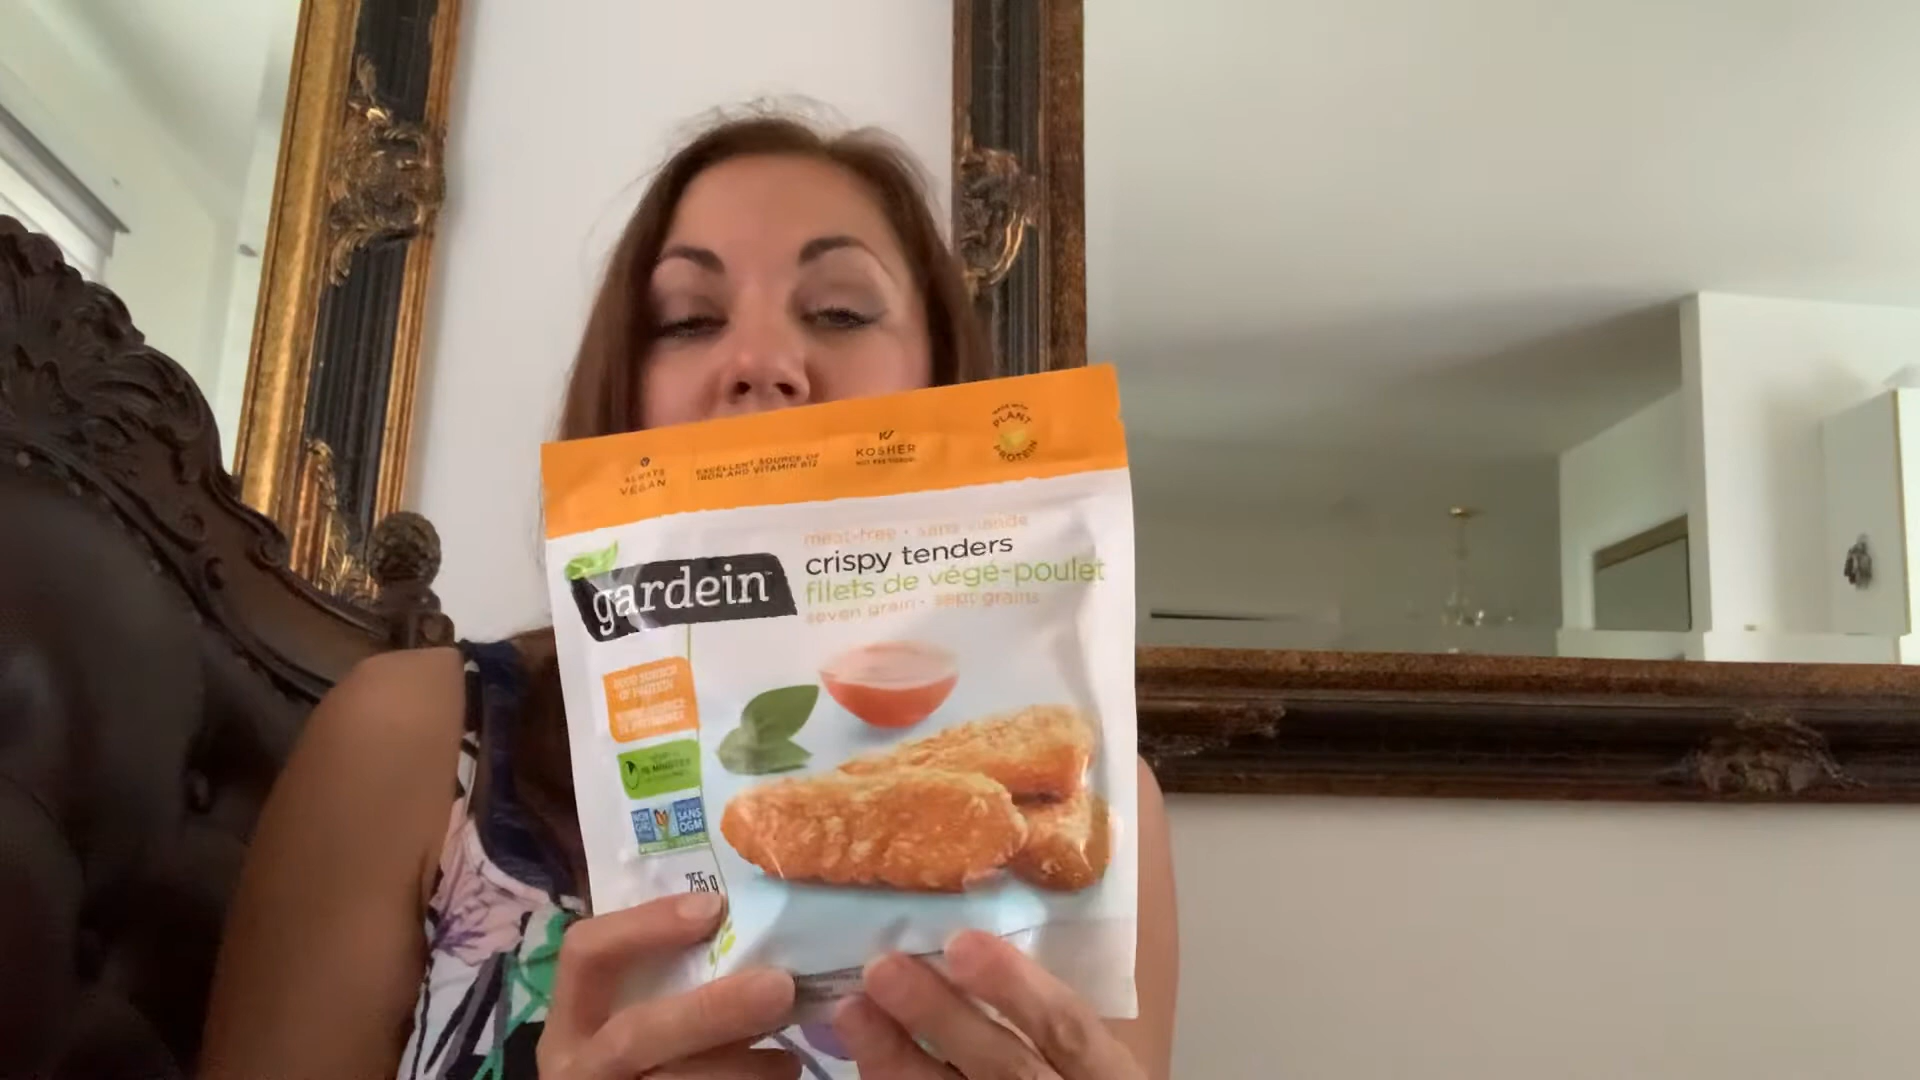 ALWAYS
VEGAN
EXCELLENT SOURCE OF
IRON AND VITAMIN B12
KOSHER
MADE WITH
PLANT
PROTEIN
gardein
meat-free • sans viande
crispy tenders
filets de végé-poulet
seven grain • sept grains
GOOD SOURCE
OF PROTEIN
15 MINUTES
NON
GMO
SANS
OGM
255 g